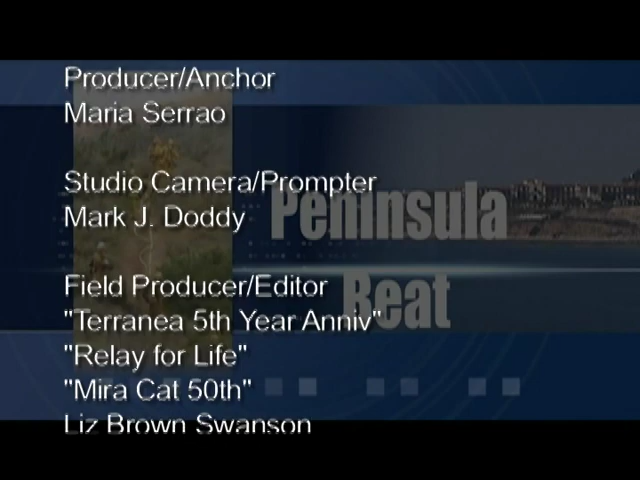 Producer/Anchor
Maria Serrao
Studio Camera/Prompter
Mark J. Doddy
Peninsula
Beat
Field Producer/Editor
"Terranea 5th Year Anniv"
"Relay for Life"
"Mira Cat 50th"
Liz Brown Swanson